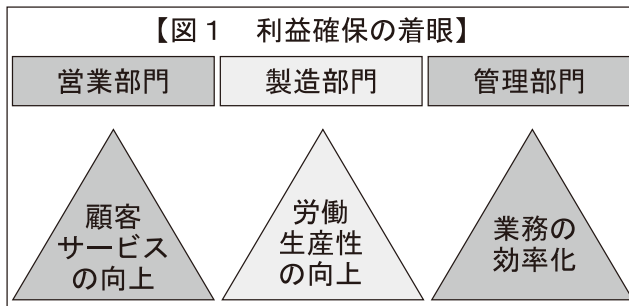 【図1 利益確保の着眼】
営業部門
製造部門
管理部門
顧客
サービス
の向上
労働
生産性
の向上
業務の
効率化